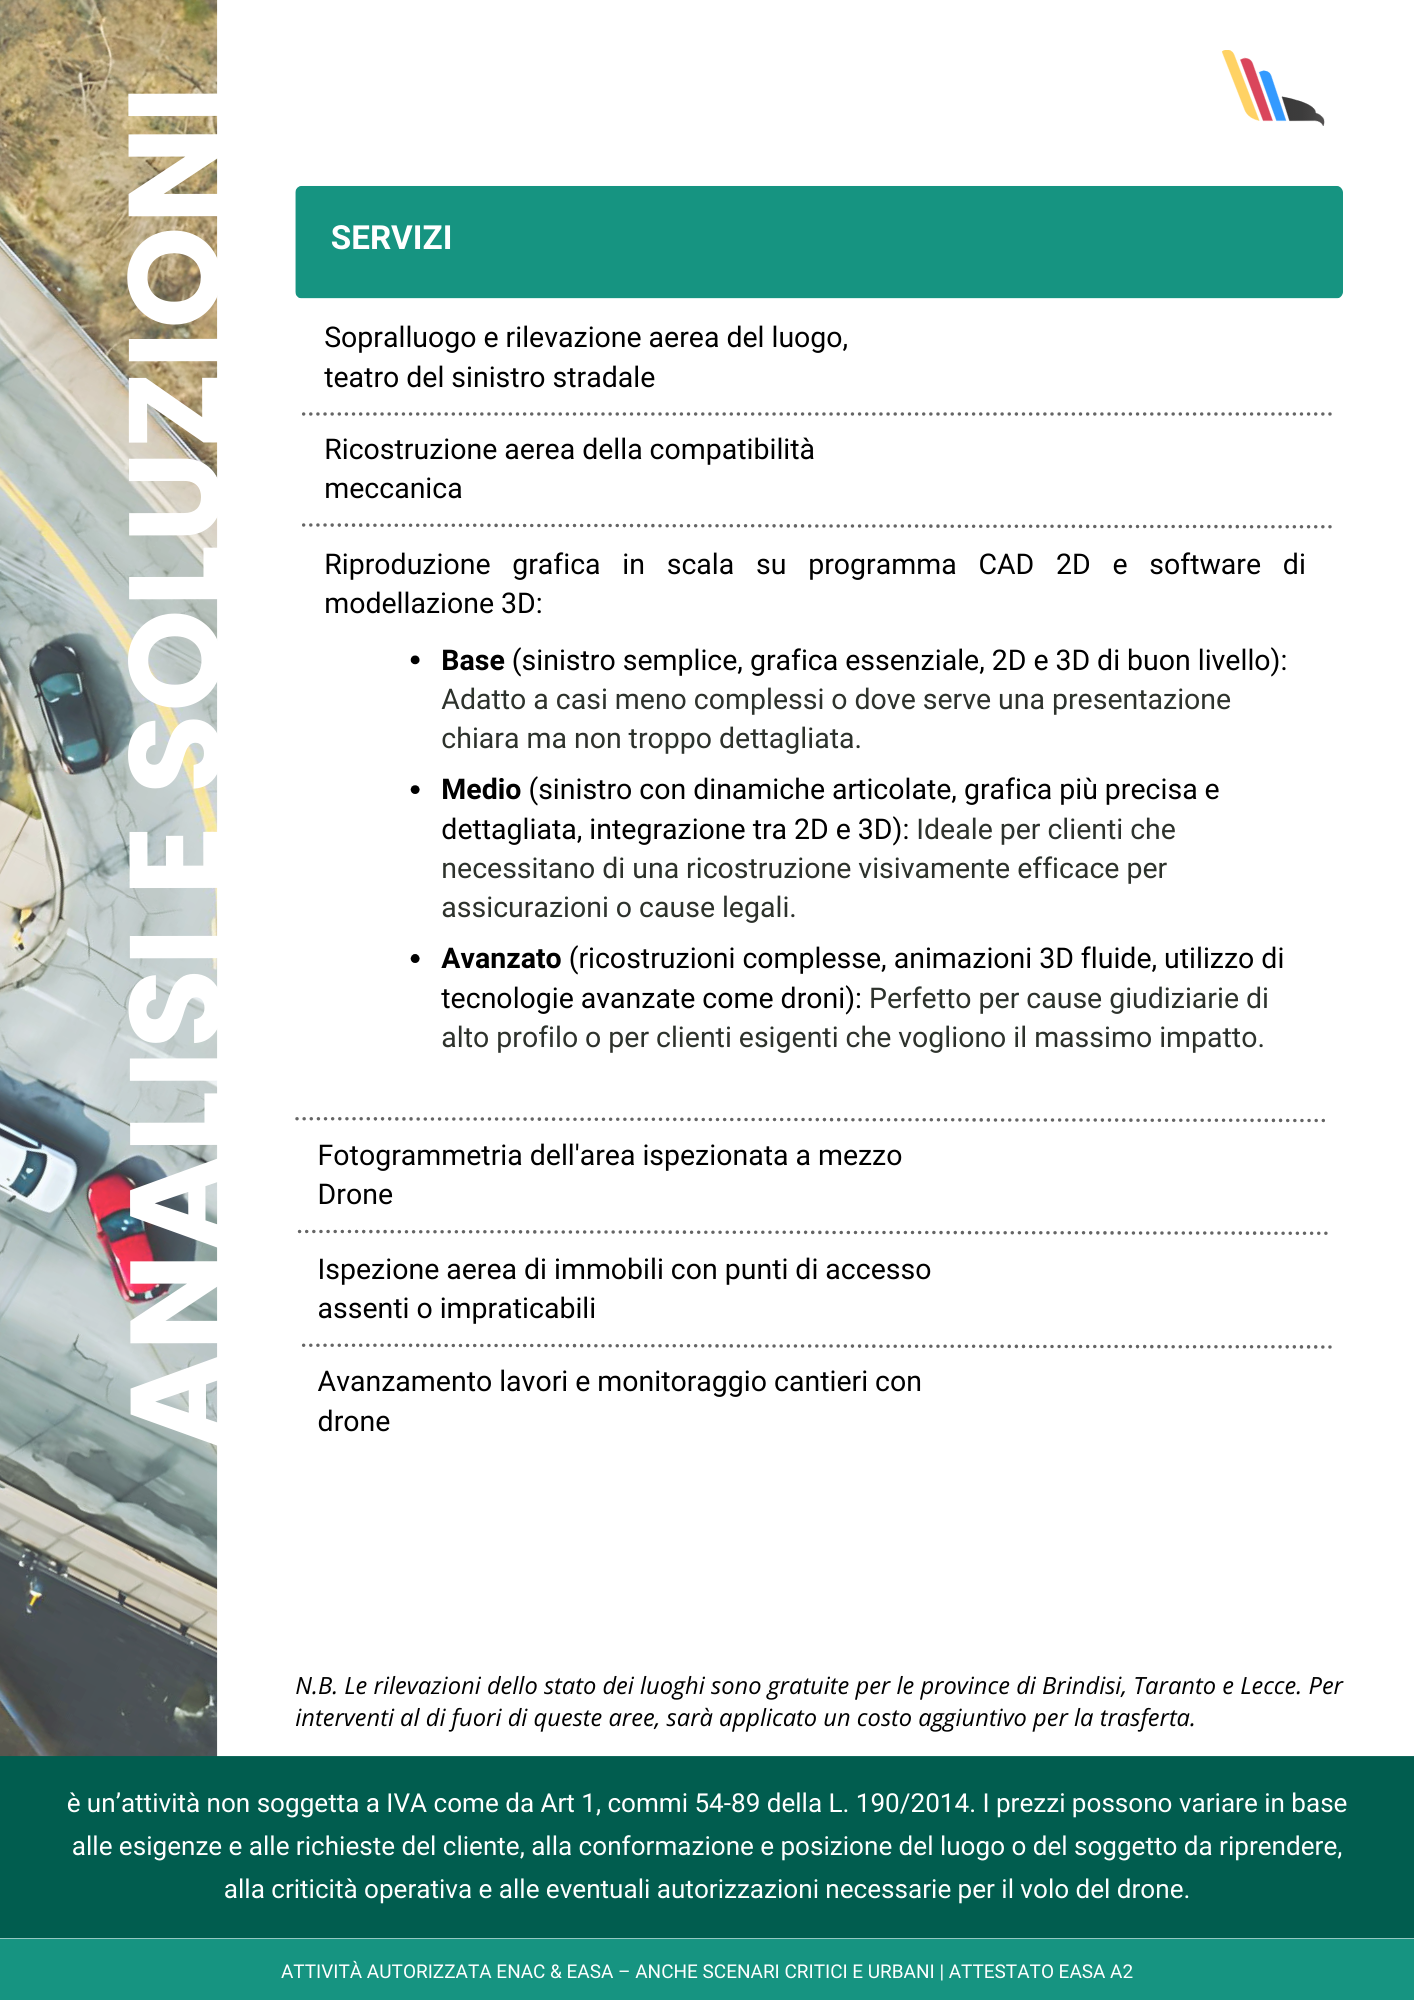 ANALISI E SOLUZIONI
SERVIZI
Sopralluogo e rilevazione aerea del luogo,
teatro del sinistro stradale
Ricostruzione aerea della compatibilità
meccanica
Riproduzione grafica in scala su programma CAD 2D e software di
modellazione 3D:
• Base (sinistro semplice, grafica essenziale, 2D e 3D di buon livello):
Adatto a casi meno complessi o dove serve una presentazione
chiara ma non troppo dettagliata.
• Medio (sinistro con dinamiche articolate, grafica più precisa e
dettagliata, integrazione tra 2D e 3D): Ideale per clienti che
necessitano di una ricostruzione visivamente efficace per
assicurazioni o cause legali.
• Avanzato (ricostruzioni complesse, animazioni 3D fluide, utilizzo di
tecnologie avanzate come droni): Perfetto per cause giudiziarie di
alto profilo o per clienti esigenti che vogliono il massimo impatto.
Fotogrammetria dell'area ispezionata a mezzo
Drone
Ispezione aerea di immobili con punti di accesso
assenti o impraticabili
Avanzamento lavori e monitoraggio cantieri con
drone
N.B. Le rilevazioni dello stato dei luoghi sono gratuite per le province di Brindisi, Taranto e Lecce. Per
interventi al di fuori di queste aree, sarà applicato un costo aggiuntivo per la trasferta.
è un’attività non soggetta a IVA come da Art 1, commi 54-89 della L. 190/2014. I prezzi possono variare in base
alle esigenze e alle richieste del cliente, alla conformazione e posizione del luogo o del soggetto da riprendere,
alla criticità operativa e alle eventuali autorizzazioni necessarie per il volo del drone.
ATTIVITÀ AUTORIZZATA ENAC & EASA – ANCHE SCENARI CRITICI E URBANI | ATTESTATO EASA A2